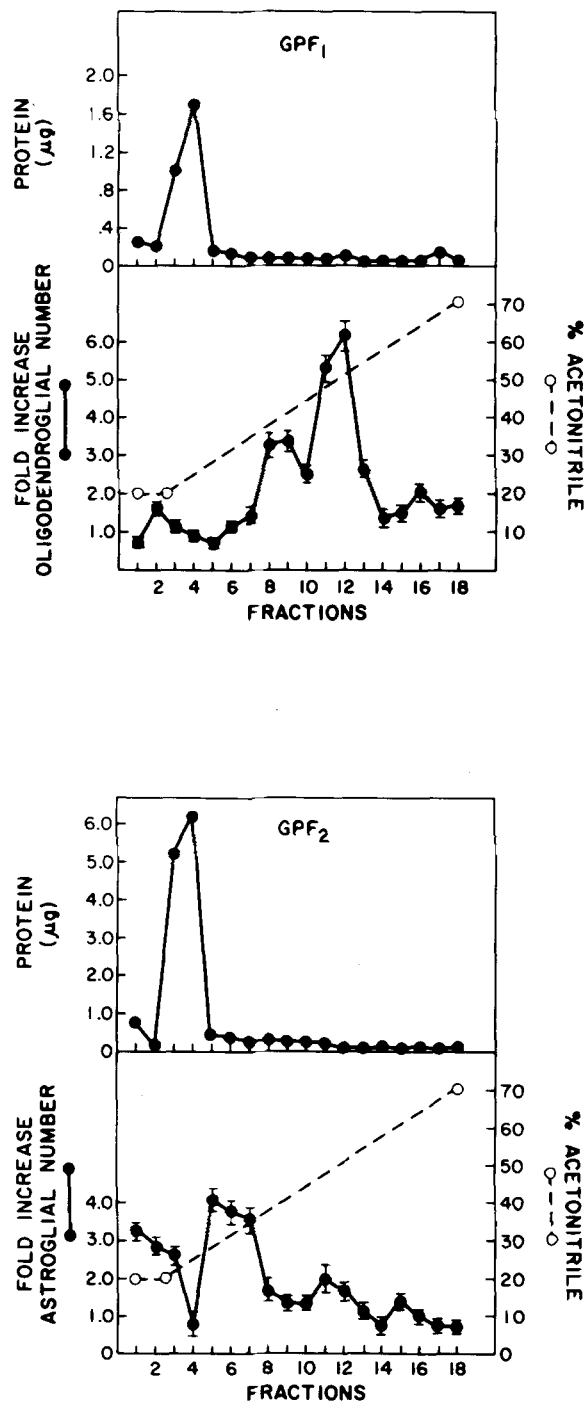 GPF₁
PROTEIN
(μg)
2.0
1.6
1.2
.8
.4
0
FOLD INCREASE
OLIGODENDROGLIAL NUMBER
6.0
5.0
4.0
3.0
2.0
1.0
% ACETONITRILE
70
60
50
40
30
20
10
2 4 6 8 10 12 14 16 18
FRACTIONS
GPF₂
PROTEIN
(μg)
6.0
5.0
4.0
3.0
2.0
1.0
0
FOLD INCREASE
ASTROGLIAL NUMBER
4.0
3.0
2.0
1.0
0
% ACETONITRILE
70
60
50
40
30
20
10
0
2 4 6 8 10 12 14 16 18
FRACTIONS